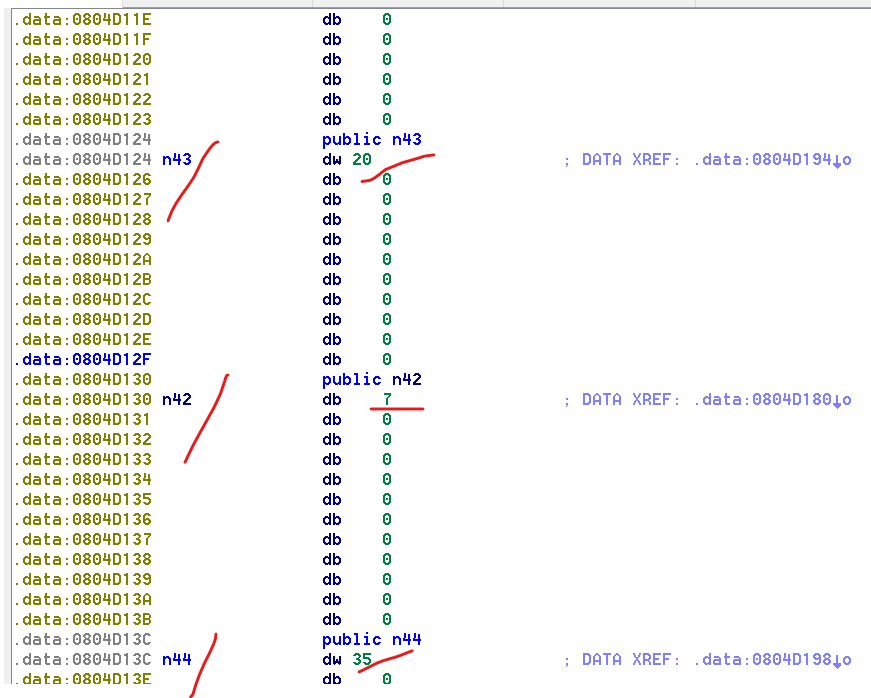 .data:0804D11E db 0
.data:0804D11F db 0
.data:0804D120 db 0
.data:0804D121 db 0
.data:0804D122 db 0
.data:0804D123 db 0
.data:0804D124 public n43
.data:0804D124 n43 dw 20 ; DATA XREF: .data:0804D194↓o
.data:0804D126 db 0
.data:0804D127 db 0
.data:0804D128 db 0
.data:0804D129 db 0
.data:0804D12A db 0
.data:0804D12B db 0
.data:0804D12C db 0
.data:0804D12D db 0
.data:0804D12E db 0
.data:0804D12F db 0
.data:0804D130 public n42
.data:0804D130 n42 db 7 ; DATA XREF: .data:0804D180↓o
.data:0804D131 db 0
.data:0804D132 db 0
.data:0804D133 db 0
.data:0804D134 db 0
.data:0804D135 db 0
.data:0804D136 db 0
.data:0804D137 db 0
.data:0804D138 db 0
.data:0804D139 db 0
.data:0804D13A db 0
.data:0804D13B db 0
.data:0804D13C public n44
.data:0804D13C n44 dw 35 ; DATA XREF: .data:0804D198↓o
.data:0804D13E db 0